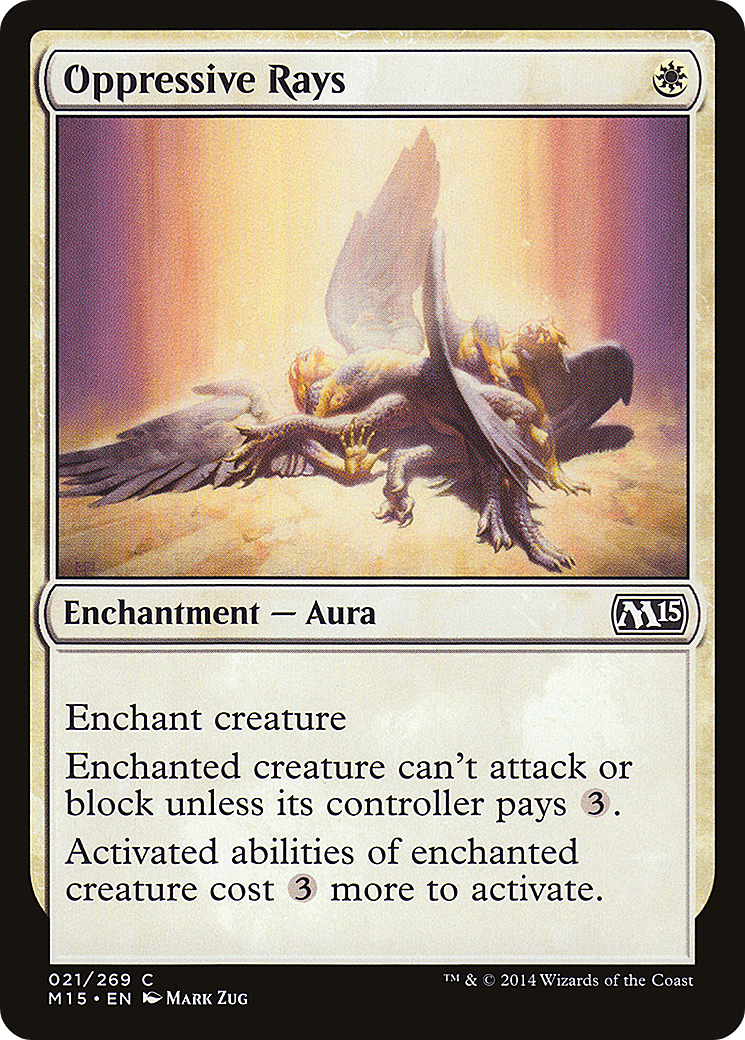 Oppressive Rays
Enchantment — Aura
M15
Enchant creature
Enchanted creature can't attack or
block unless its controller pays 3.
Activated abilities of enchanted
creature cost 3 more to activate.
021/269 C
M15 • EN Mark Zug
™ & © 2014 Wizards of the Coast